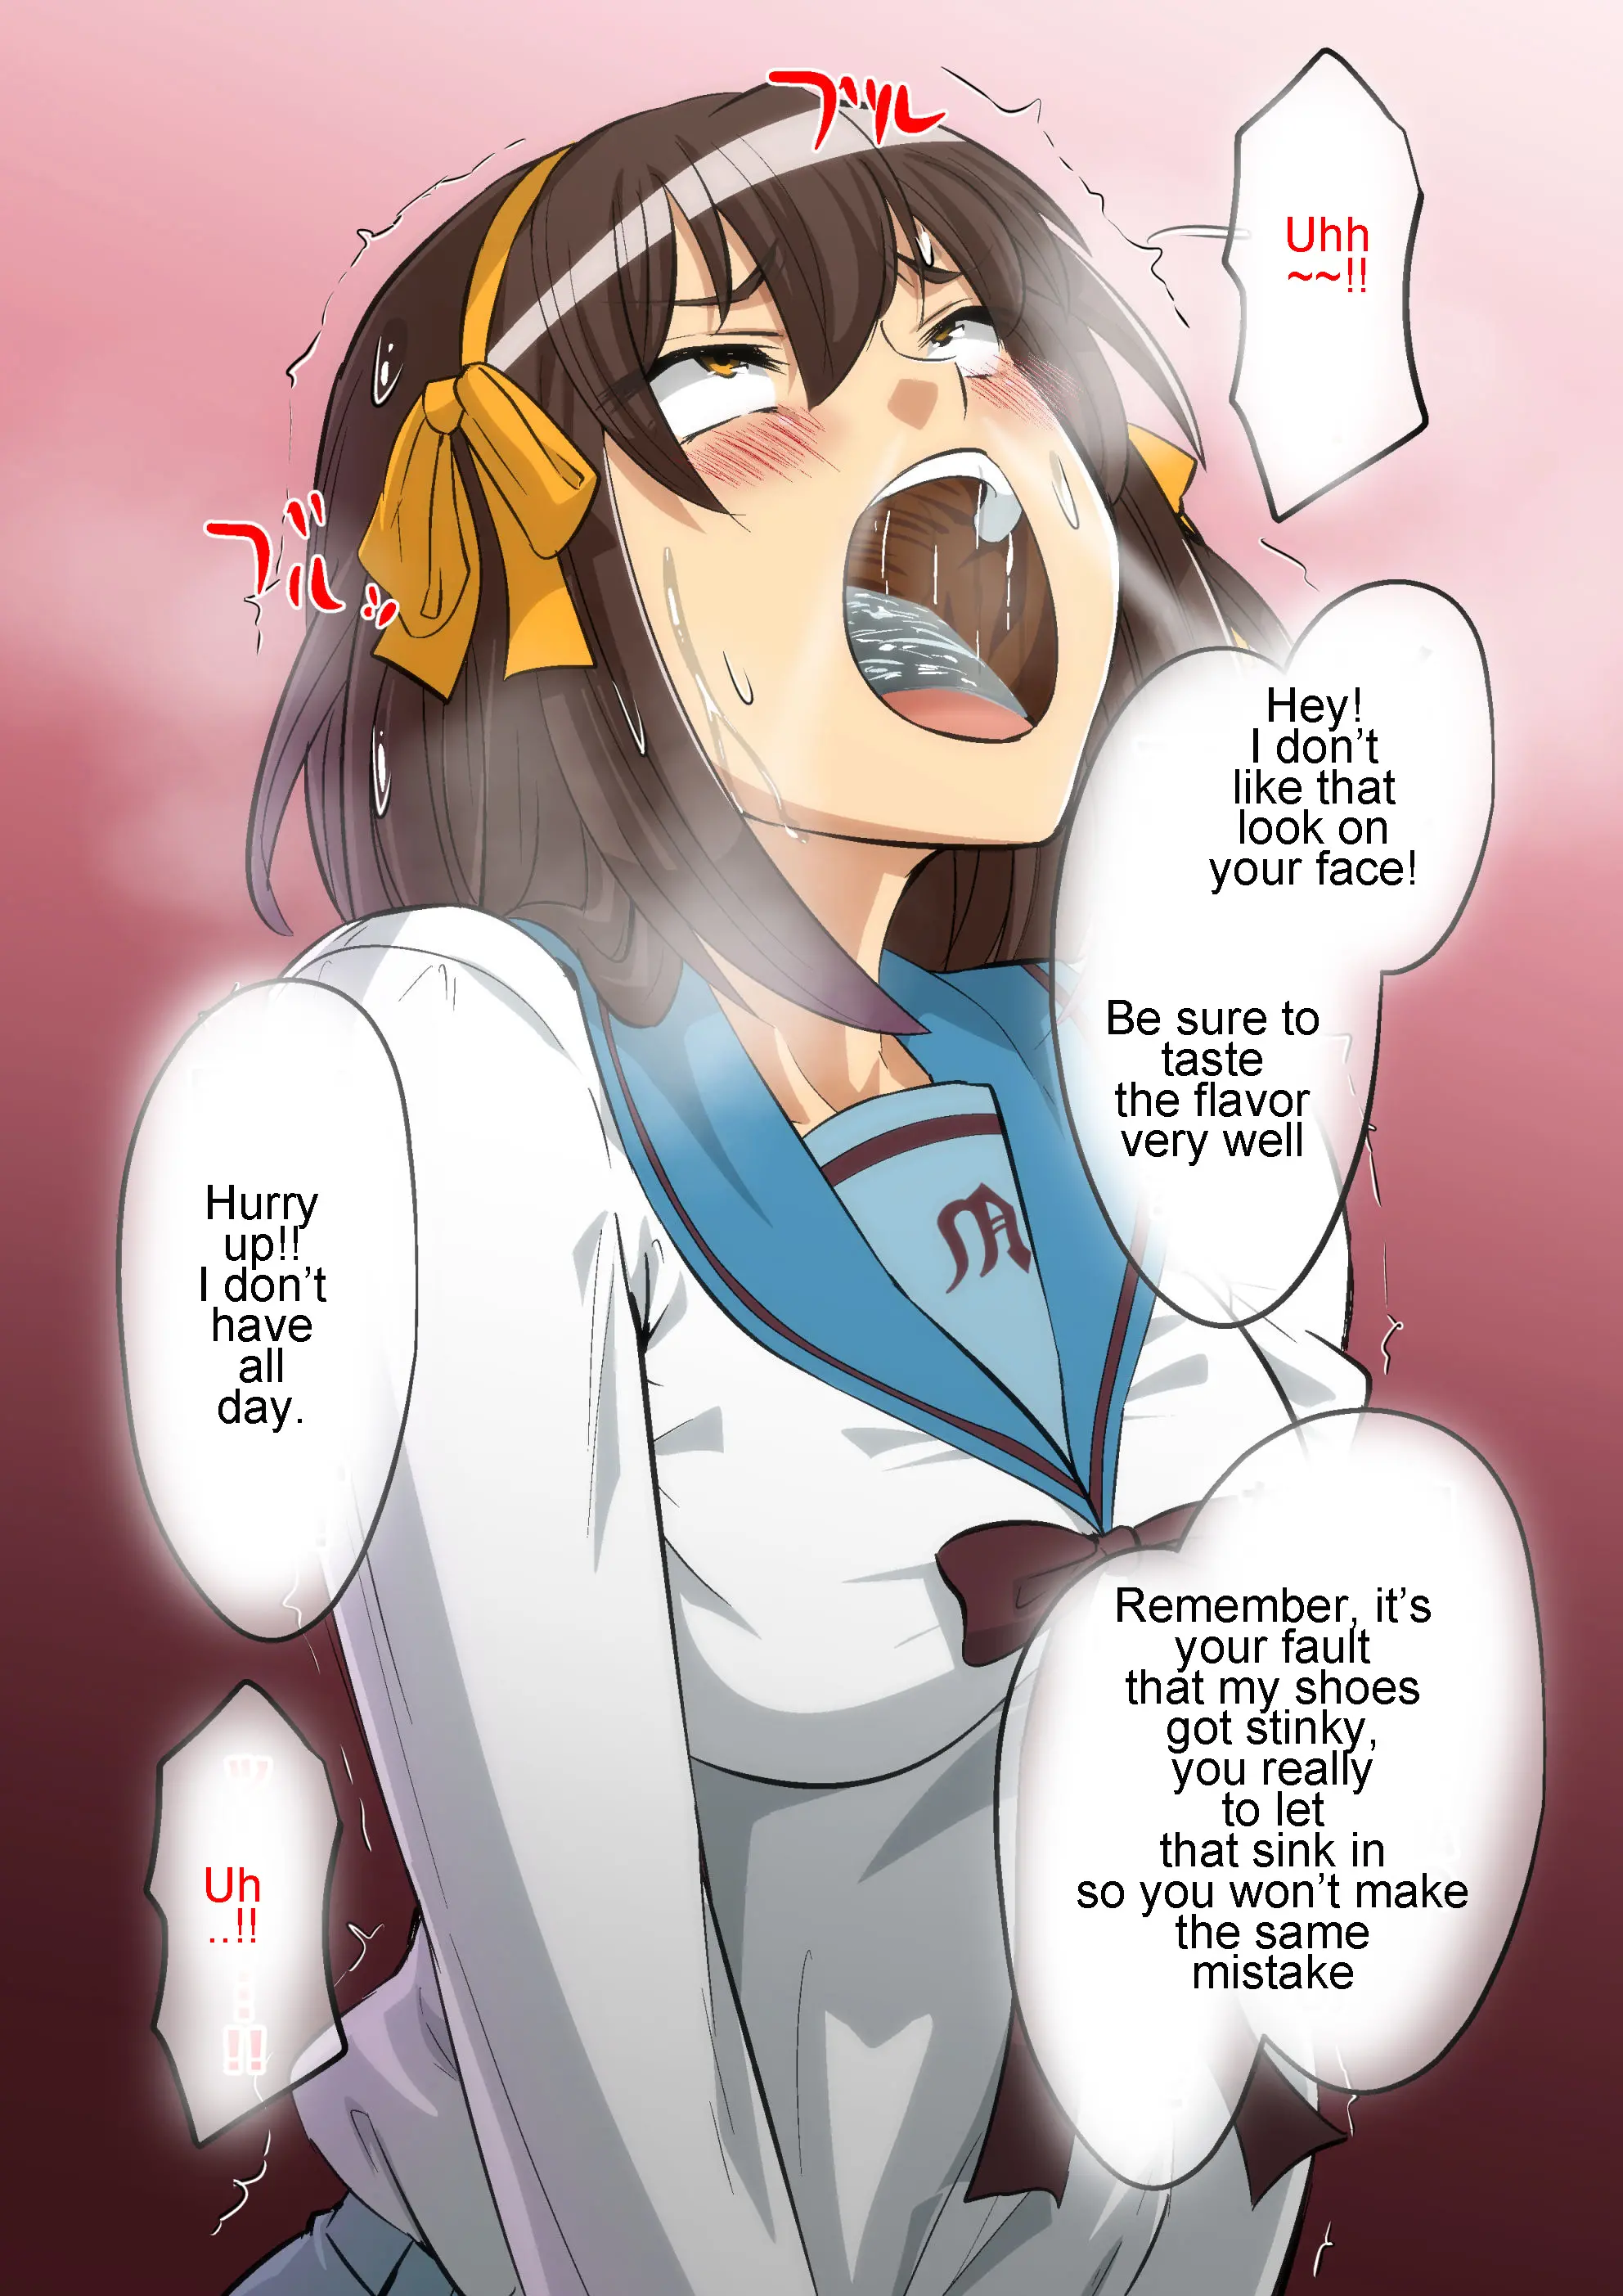 ブル
Uhh
~~!!
ブルッ
Hey!
I don't
like that
look on
your face!
Be sure to
taste
the flavor
very well
Hurry
up!!
I don't
have
all
day.
Remember, it's
your fault
that my shoes
got stinky,
you really
to let
that sink in
so you won't make
the same
mistake
Uh
..!!